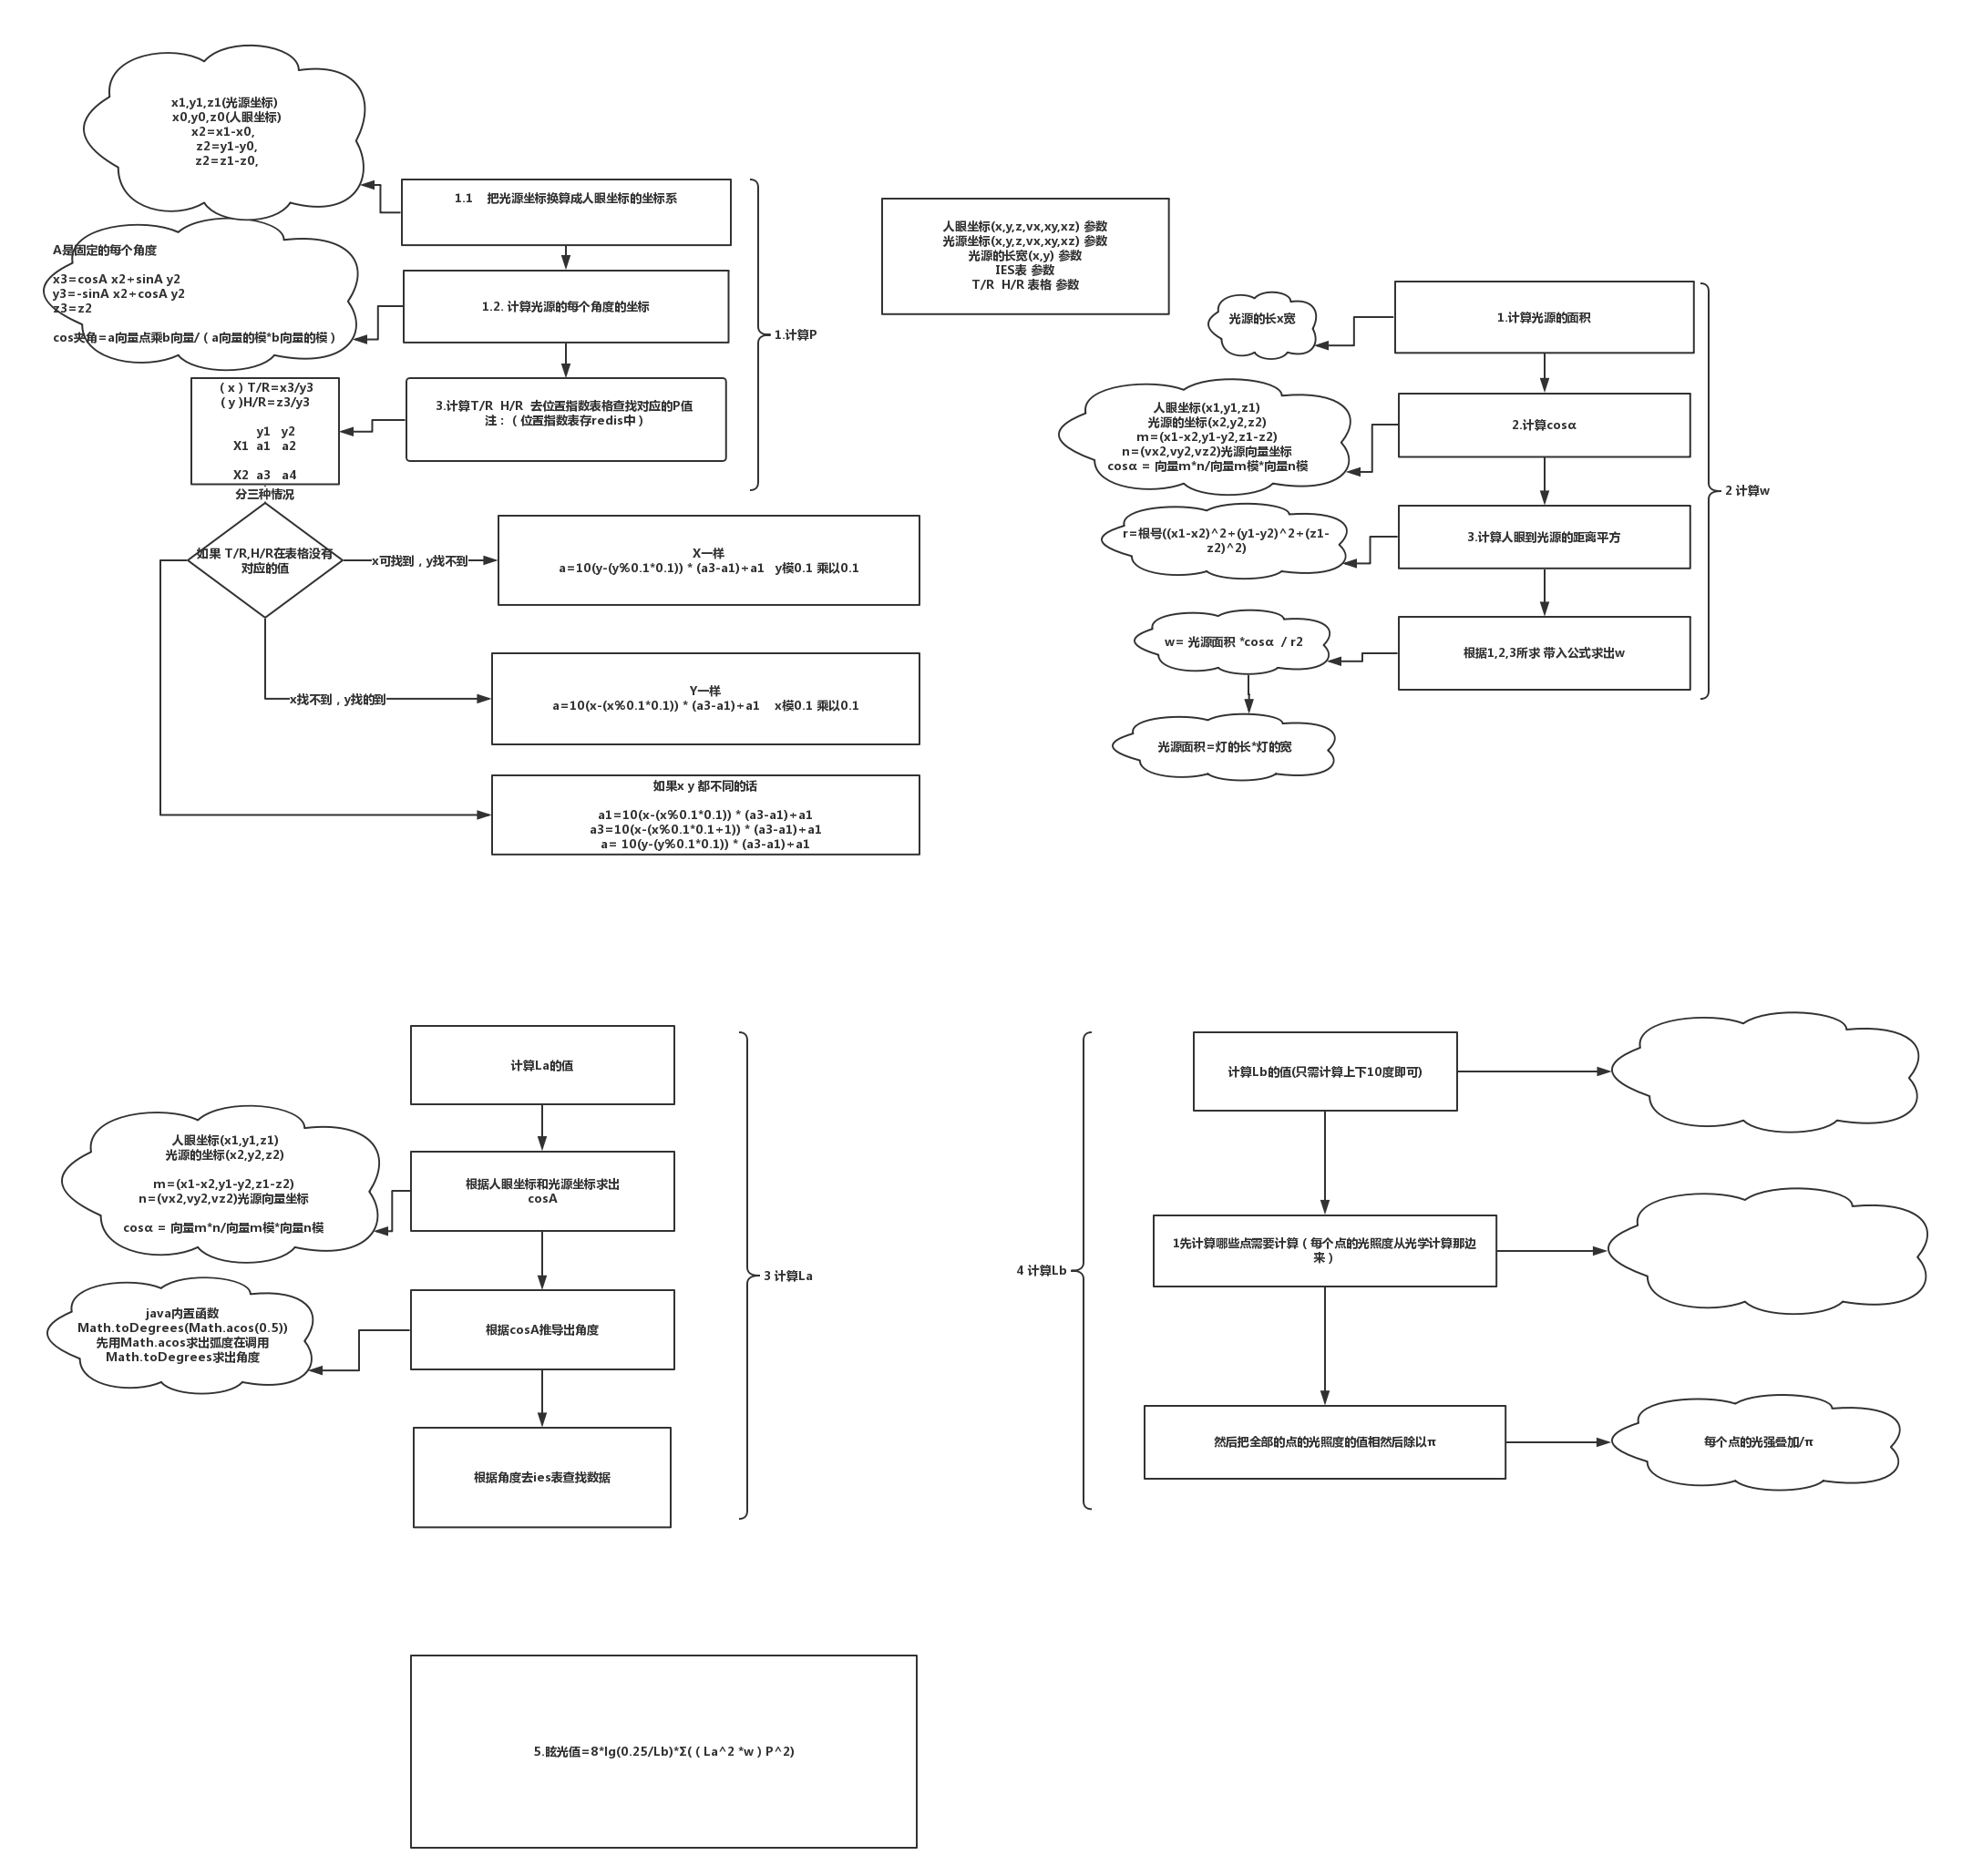 x1,y1,z1(光源坐标)
x0,y0,z0(人眼坐标)
x2=x1-x0,
z2=y1-y0,
z2=z1-z0,
1.1 把光源坐标换算成人眼坐标的坐标系
A是固定的每个角度
x3=cosA x2+sinA y2
y3=-sinA x2+cosA y2
z3=z2
cos夹角=a向量点乘b向量/（a向量的模*b向量的模）
1.2. 计算光源的每个角度的坐标
1.计算P
（x）T/R=x3/y3
（y)H/R=z3/y3
y1 y2
X1 a1 a2
X2 a3 a4
3.计算T/R H/R 去位置指数表格查找对应的P值
注：（位置指数表存redis中）
分三种情况
如果 T/R,H/R在表格没有
对应的值
x可找到，y找不到
X一样
a=10(y-(y%0.1*0.1)) * (a3-a1)+a1 y模0.1 乘以0.1
x找不到，y找的到
Y一样
a=10(x-(x%0.1*0.1)) * (a3-a1)+a1 x模0.1 乘以0.1
如果x y 都不同的话
a1=10(x-(x%0.1*0.1)) * (a3-a1)+a1
a3=10(x-(x%0.1*0.1+1)) * (a3-a1)+a1
a= 10(y-(y%0.1*0.1)) * (a3-a1)+a1
人眼坐标(x,y,z,vx,xy,xz) 参数
光源坐标(x,y,z,vx,xy,xz) 参数
光源的长宽(x,y) 参数
IES表 参数
T/R H/R 表格 参数
光源的长x宽
1.计算光源的面积
人眼坐标(x1,y1,z1)
光源的坐标(x2,y2,z2)
m=(x1-x2,y1-y2,z1-z2)
n=(vx2,vy2,vz2)光源向量坐标
cosα = 向量m*n/向量m模*向量n模
2.计算cosα
2 计算w
r=根号((x1-x2)^2+(y1-y2)^2+(z1-
z2)^2)
3.计算人眼到光源的距离平方
w= 光源面积 *cosα / r2
根据1,2,3所求 带入公式求出w
光源面积=灯的长*灯的宽
计算La的值
人眼坐标(x1,y1,z1)
光源的坐标(x2,y2,z2)
m=(x1-x2,y1-y2,z1-z2)
n=(vx2,vy2,vz2)光源向量坐标
cosα = 向量m*n/向量m模*向量n模
根据人眼坐标和光源坐标求出
cosA
3 计算La
java内置函数
Math.toDegrees(Math.acos(0.5))
先用Math.acos求出弧度在调用
Math.toDegrees求出角度
根据cosA推导出角度
根据角度去ies表查找数据
4 计算Lb
计算Lb的值(只需计算上下10度即可)
1先计算哪些点需要计算（每个点的光照度从光学计算那边
来）
然后把全部的点的光照度的值相然后除以π
每个点的光强叠加/π
5.眩光值=8*lg(0.25/Lb)*Σ(（La^2 *w）P^2)